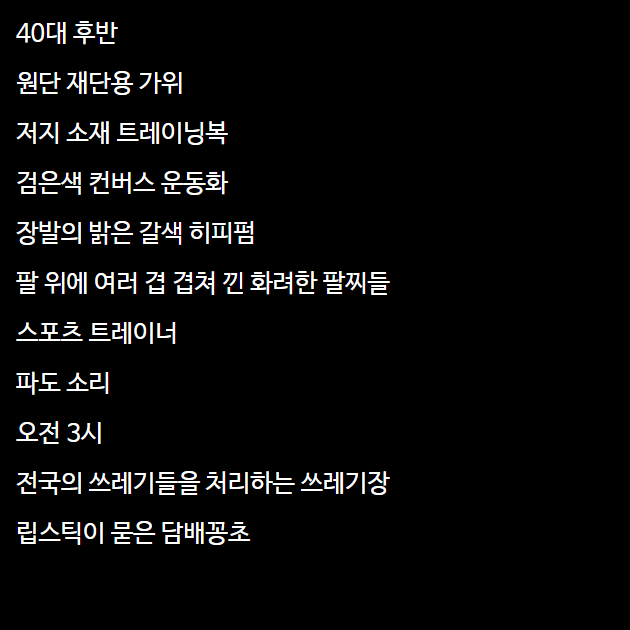 40대 후반
원단 재단용 가위
저지 소재 트레이닝복
검은색 컨버스 운동화
장발의 밝은 갈색 히피펌
팔 위에 여러 겹 겹쳐 낀 화려한 팔찌들
스포츠 트레이너
파도 소리
오전 3시
전국의 쓰레기들을 처리하는 쓰레기장
립스틱이 묻은 담배꽁초